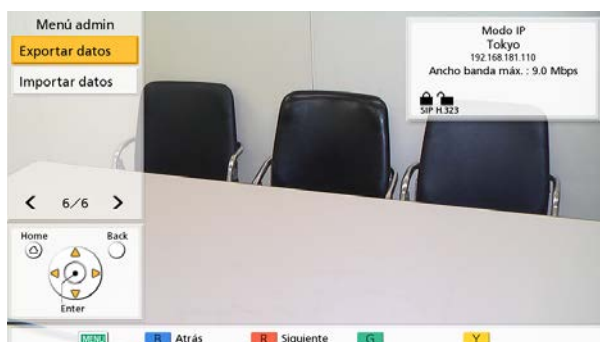 Menú admin
Exportar datos
Importar datos
< 6/6 >
Home
Back
Enter
Modo IP
Tokyo
192.168.181.110
Ancho banda máx. : 9.0 Mbps
SIP H.323
MENU B Atrás R Siguiente G Y